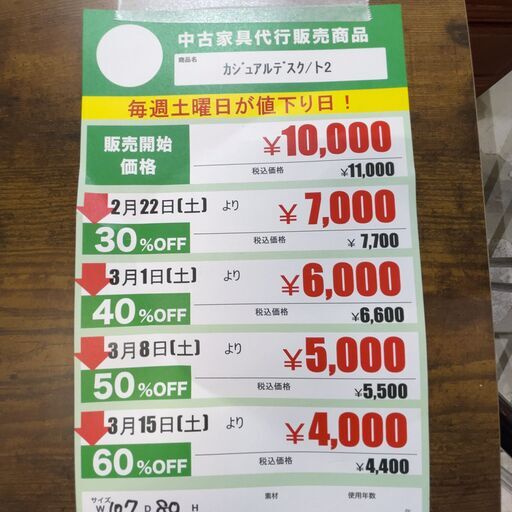 中古家具代行販売商品
商品名
ｶｼﾞｭｱﾙﾃﾞｽｸ/ﾄ2
毎週土曜日が値下り日！
販売開始
価格
¥10,000
税込価格 ¥11,000
2月22日(土) より
¥7,000
30%OFF
税込価格 ¥7,700
3月1日(土) より
¥6,000
40%OFF
税込価格 ¥6,600
3月8日(土) より
¥5,000
50%OFF
税込価格 ¥5,500
3月15日(土) より
¥4,000
60%OFF
税込価格 ¥4,400
サイズ 素材 使用年数
W107 D80 H